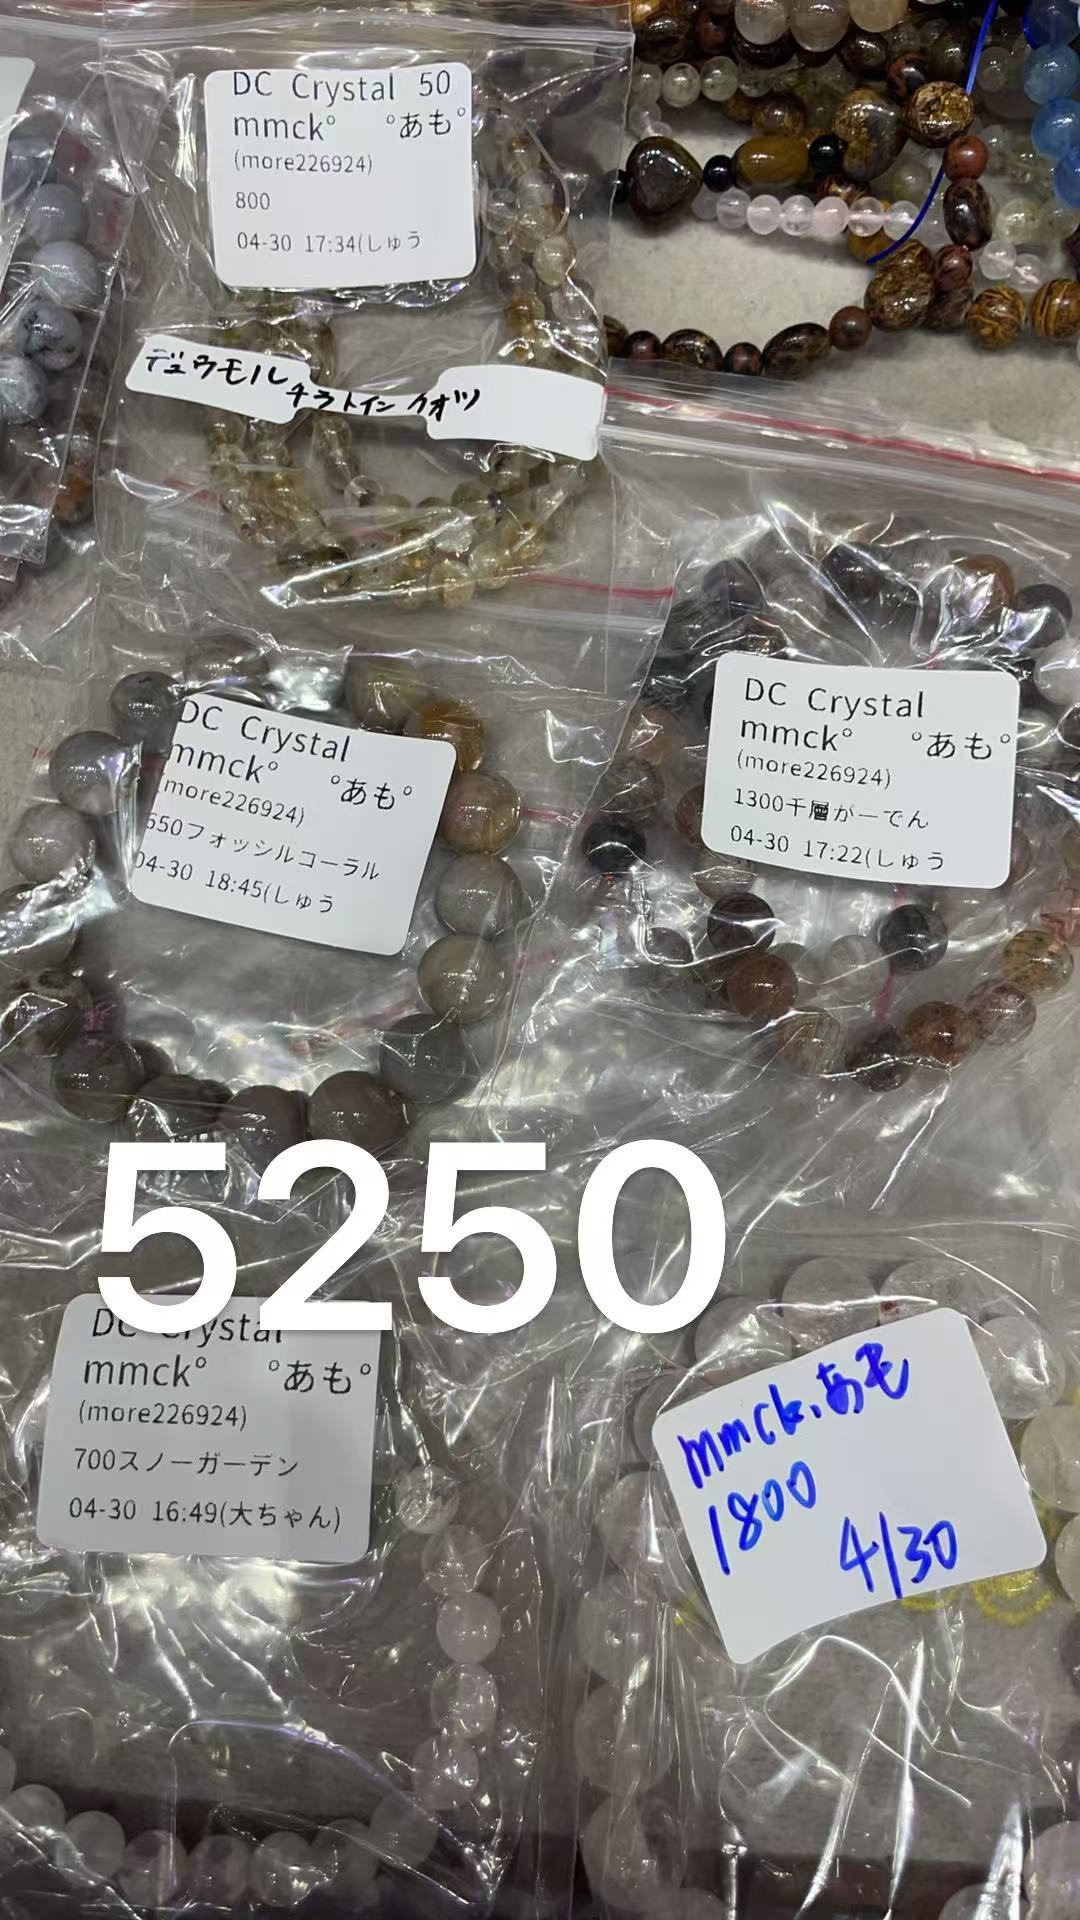 DC Crystal 50
mmck° °あも°
(more226924)
800
04-30 17:34(しゅう
デュウモル
チライトインクオツ
DC Crystal
mmck° °あも°
(more226924)
650フォッシルコーラル
04-30 18:45(しゅう
DC Crystal
mmck° °あも°
(more226924)
1300千層がーでん
04-30 17:22(しゅう
5250
DC Crystal
mmck° °あも°
(more226924)
700スノーガーデン
04-30 16:49(大ちゃん)
mmck.あも
1800
4/30